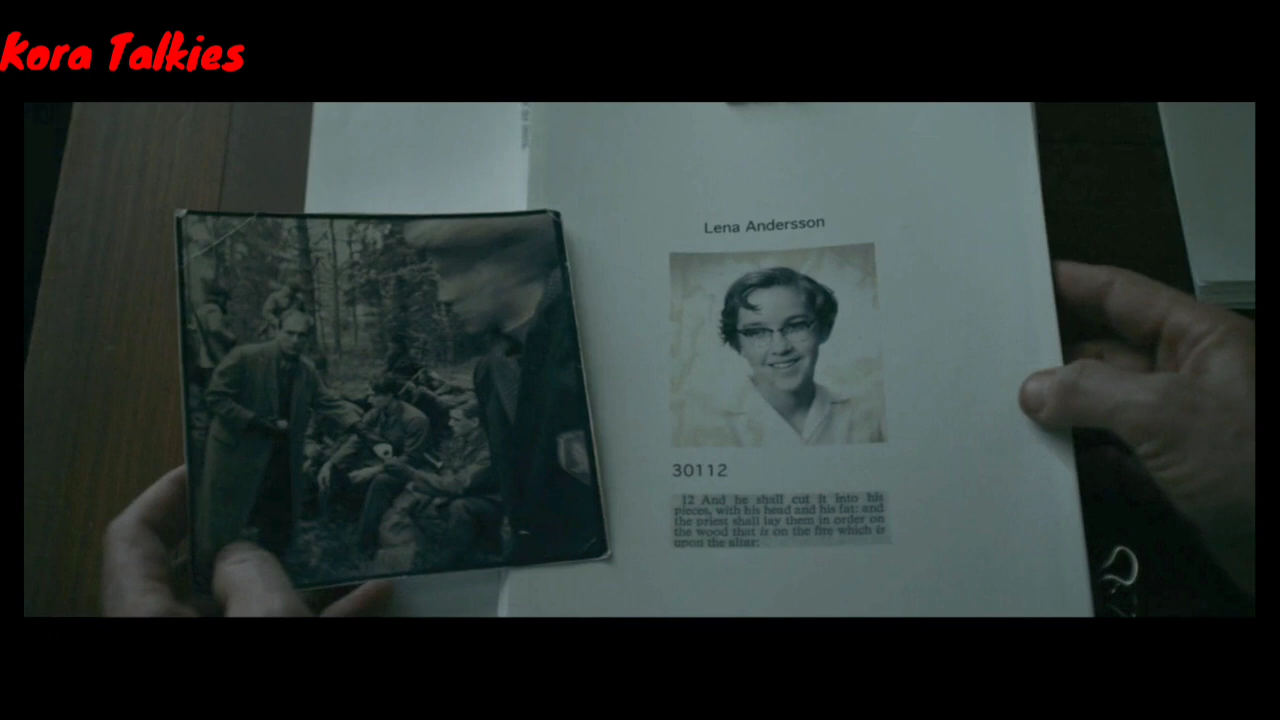 Kora Talkies
Lena Andersson
30112
12 And he shall cut it into his
pieces, with his head and his fat: and
the priest shall lay them in order on
the wood that is on the fire which is
upon the altar: